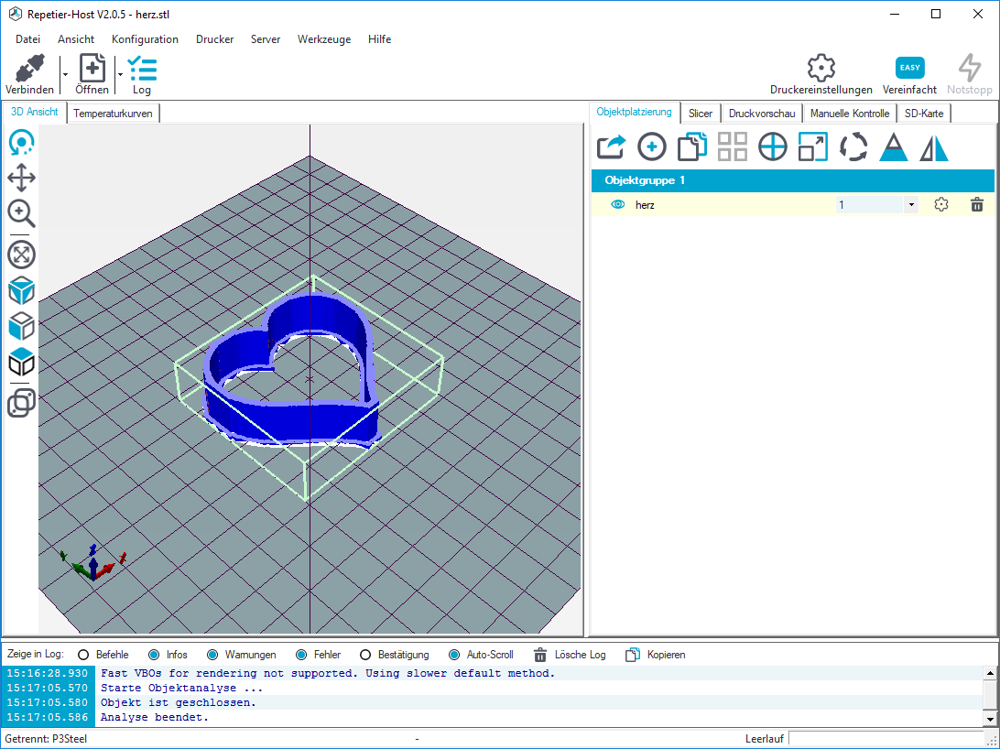 Repetier-Host V2.0.5 - herz.stl
Datei Ansicht Konfiguration Drucker Server Werkzeuge Hilfe
Verbinden Öffnen Log Druckereinstellungen EASY Vereinfacht Notstopp
3D Ansicht Temperaturkurven
Objektplatzierung Slicer Druckvorschau Manuelle Kontrolle SD-Karte
Objektgruppe 1
herz 1
Y Z X
Zeige in Log: Befehle Infos Warnungen Fehler Bestätigung Auto-Scroll Lösche Log Kopieren
15:16:28.930 Fast VBOs for rendering not supported. Using slower default method.
15:17:05.570 Starte Objektanalyse ...
15:17:05.580 Objekt ist geschlossen.
15:17:05.586 Analyse beendet.
Getrennt: P3Steel - Leerlauf